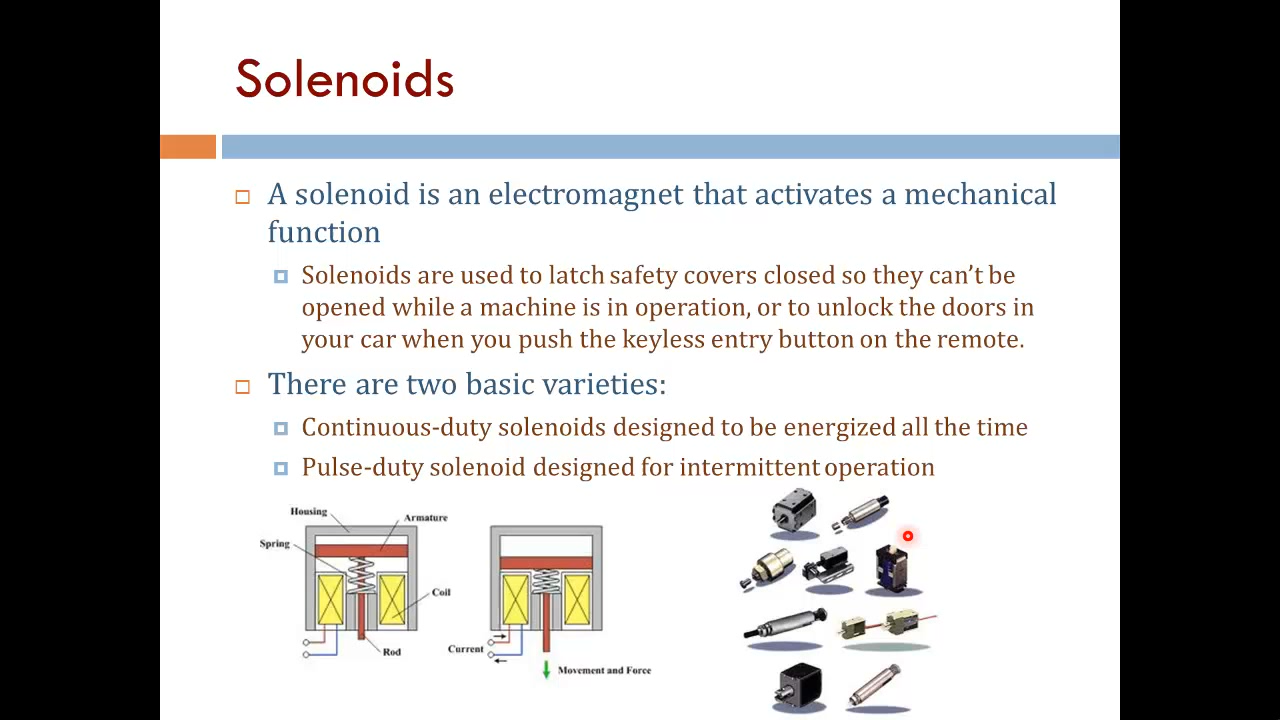 Solenoids
A solenoid is an electromagnet that activates a mechanical
function
Solenoids are used to latch safety covers closed so they can’t be
opened while a machine is in operation, or to unlock the doors in
your car when you push the keyless entry button on the remote.
There are two basic varieties:
Continuous-duty solenoids designed to be energized all the time
Pulse-duty solenoid designed for intermittent operation
Housing
Armature
Spring
Coil
Rod
Current
Movement and Force